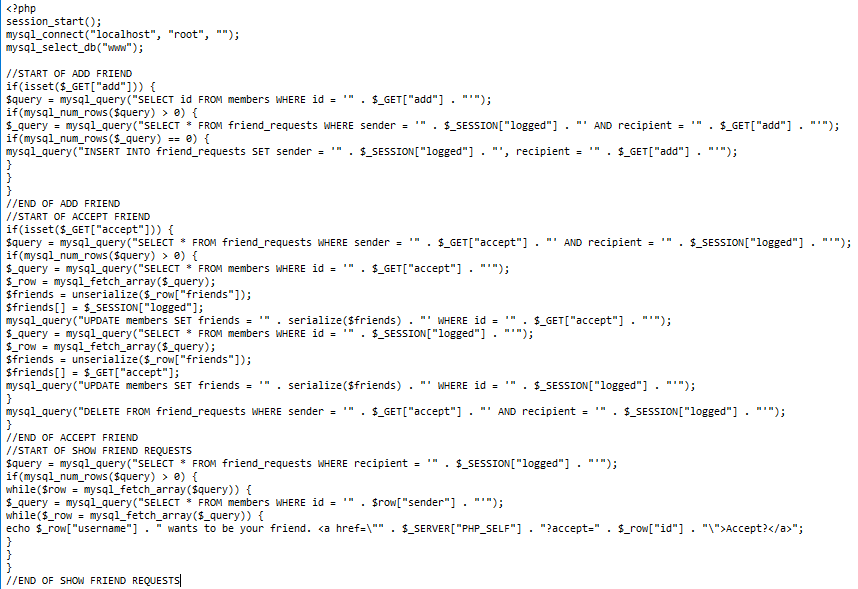 <?php
session_start();
mysql_connect("localhost", "root", "");
mysql_select_db("www");

//START OF ADD FRIEND
if(isset($_GET["add"])) {
$query = mysql_query("SELECT id FROM members WHERE id = '" . $_GET["add"] . "'");
if(mysql_num_rows($query) > 0) {
$_query = mysql_query("SELECT * FROM friend_requests WHERE sender = '" . $_SESSION["logged"] . "' AND recipient = '" . $_GET["add"] . "'");
if(mysql_num_rows($_query) == 0) {
mysql_query("INSERT INTO friend_requests SET sender = '" . $_SESSION["logged"] . "', recipient = '" . $_GET["add"] . "'");
}
}
}
//END OF ADD FRIEND
//START OF ACCEPT FRIEND
if(isset($_GET["accept"])) {
$query = mysql_query("SELECT * FROM friend_requests WHERE sender = '" . $_GET["accept"] . "' AND recipient = '" . $_SESSION["logged"] . "'");
if(mysql_num_rows($query) > 0) {
$_query = mysql_query("SELECT * FROM members WHERE id = '" . $_GET["accept"] . "'");
$_row = mysql_fetch_array($_query);
$friends = unserialize($_row["friends"]);
$friends[] = $_SESSION["logged"];
mysql_query("UPDATE members SET friends = '" . serialize($friends) . "' WHERE id = '" . $_GET["accept"] . "'");
$_query = mysql_query("SELECT * FROM members WHERE id = '" . $_SESSION["logged"] . "'");
$_row = mysql_fetch_array($_query);
$friends = unserialize($_row["friends"]);
$friends[] = $_GET["accept"];
mysql_query("UPDATE members SET friends = '" . serialize($friends) . "' WHERE id = '" . $_SESSION["logged"] . "'");
}
mysql_query("DELETE FROM friend_requests WHERE sender = '" . $_GET["accept"] . "' AND recipient = '" . $_SESSION["logged"] . "'");
}
//END OF ACCEPT FRIEND
//START OF SHOW FRIEND REQUESTS
$query = mysql_query("SELECT * FROM friend_requests WHERE recipient = '" . $_SESSION["logged"] . "'");
if(mysql_num_rows($query) > 0) {
while($row = mysql_fetch_array($query)) {
$_query = mysql_query("SELECT * FROM members WHERE id = '" . $row["sender"] . "'");
while($_row = mysql_fetch_array($_query)) {
echo $_row["username"] . " wants to be your friend. <a href=\"" . $_SERVER["PHP_SELF"] . "?accept=" . $_row["id"] . "\">Accept?</a>";
}
}
}
//END OF SHOW FRIEND REQUESTS